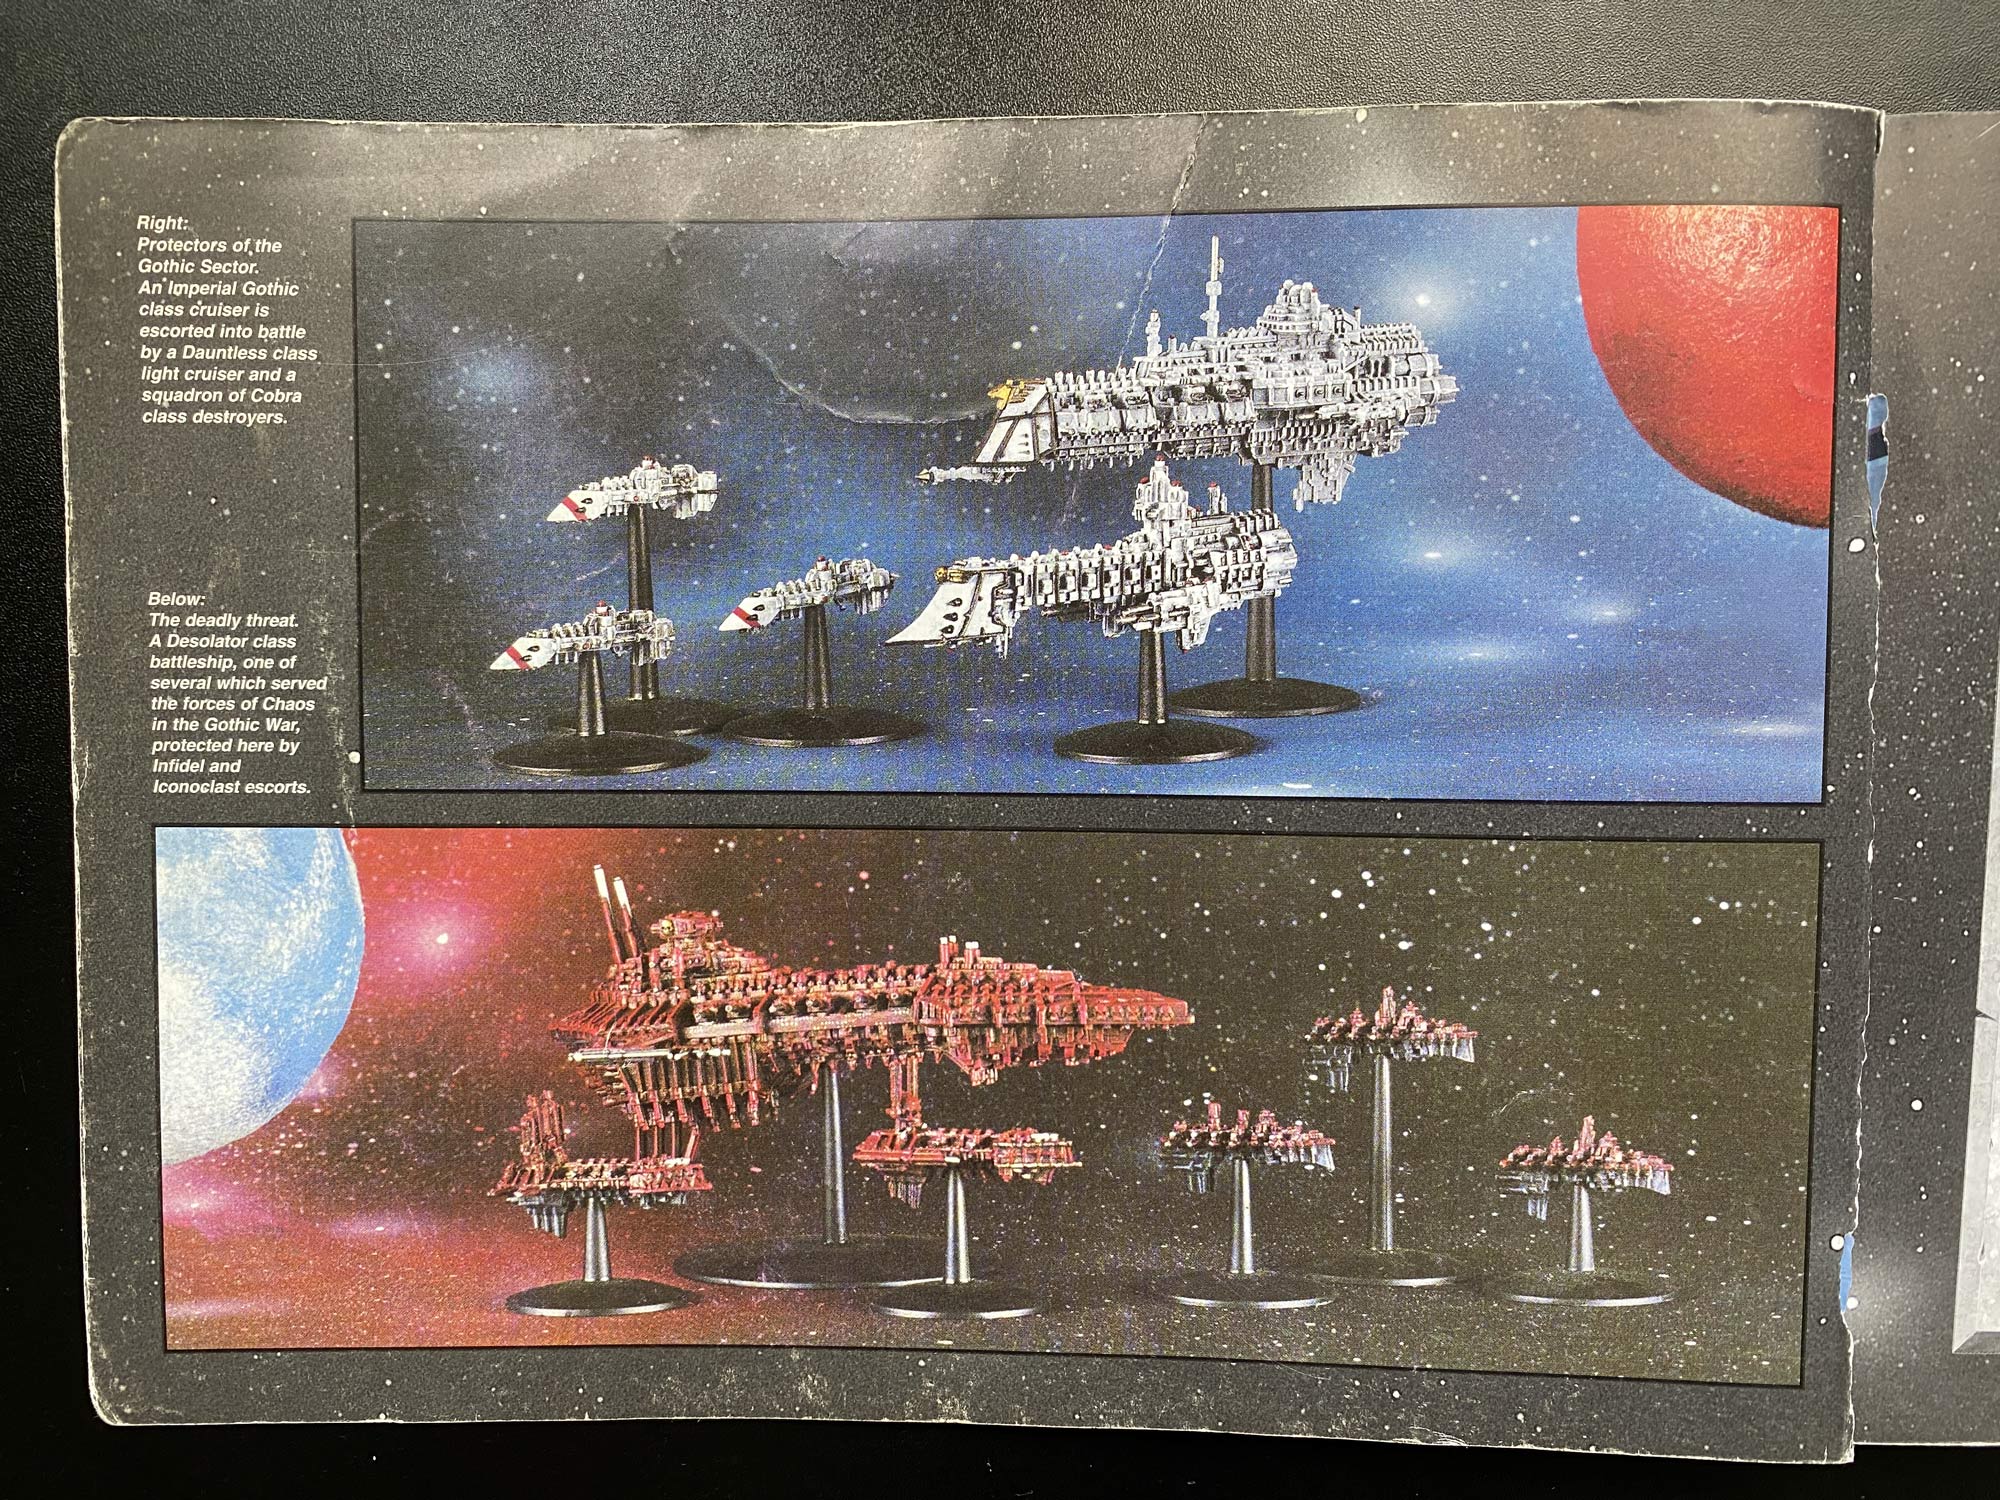 Right:
Protectors of the
Gothic Sector.
An Imperial Gothic
class cruiser is
escorted into battle
by a Dauntless class
light cruiser and a
squadron of Cobra
class destroyers.
Below:
The deadly threat.
A Desolator class
battleship, one of
several which served
the forces of Chaos
in the Gothic War,
protected here by
Infidel and
Iconoclast escorts.